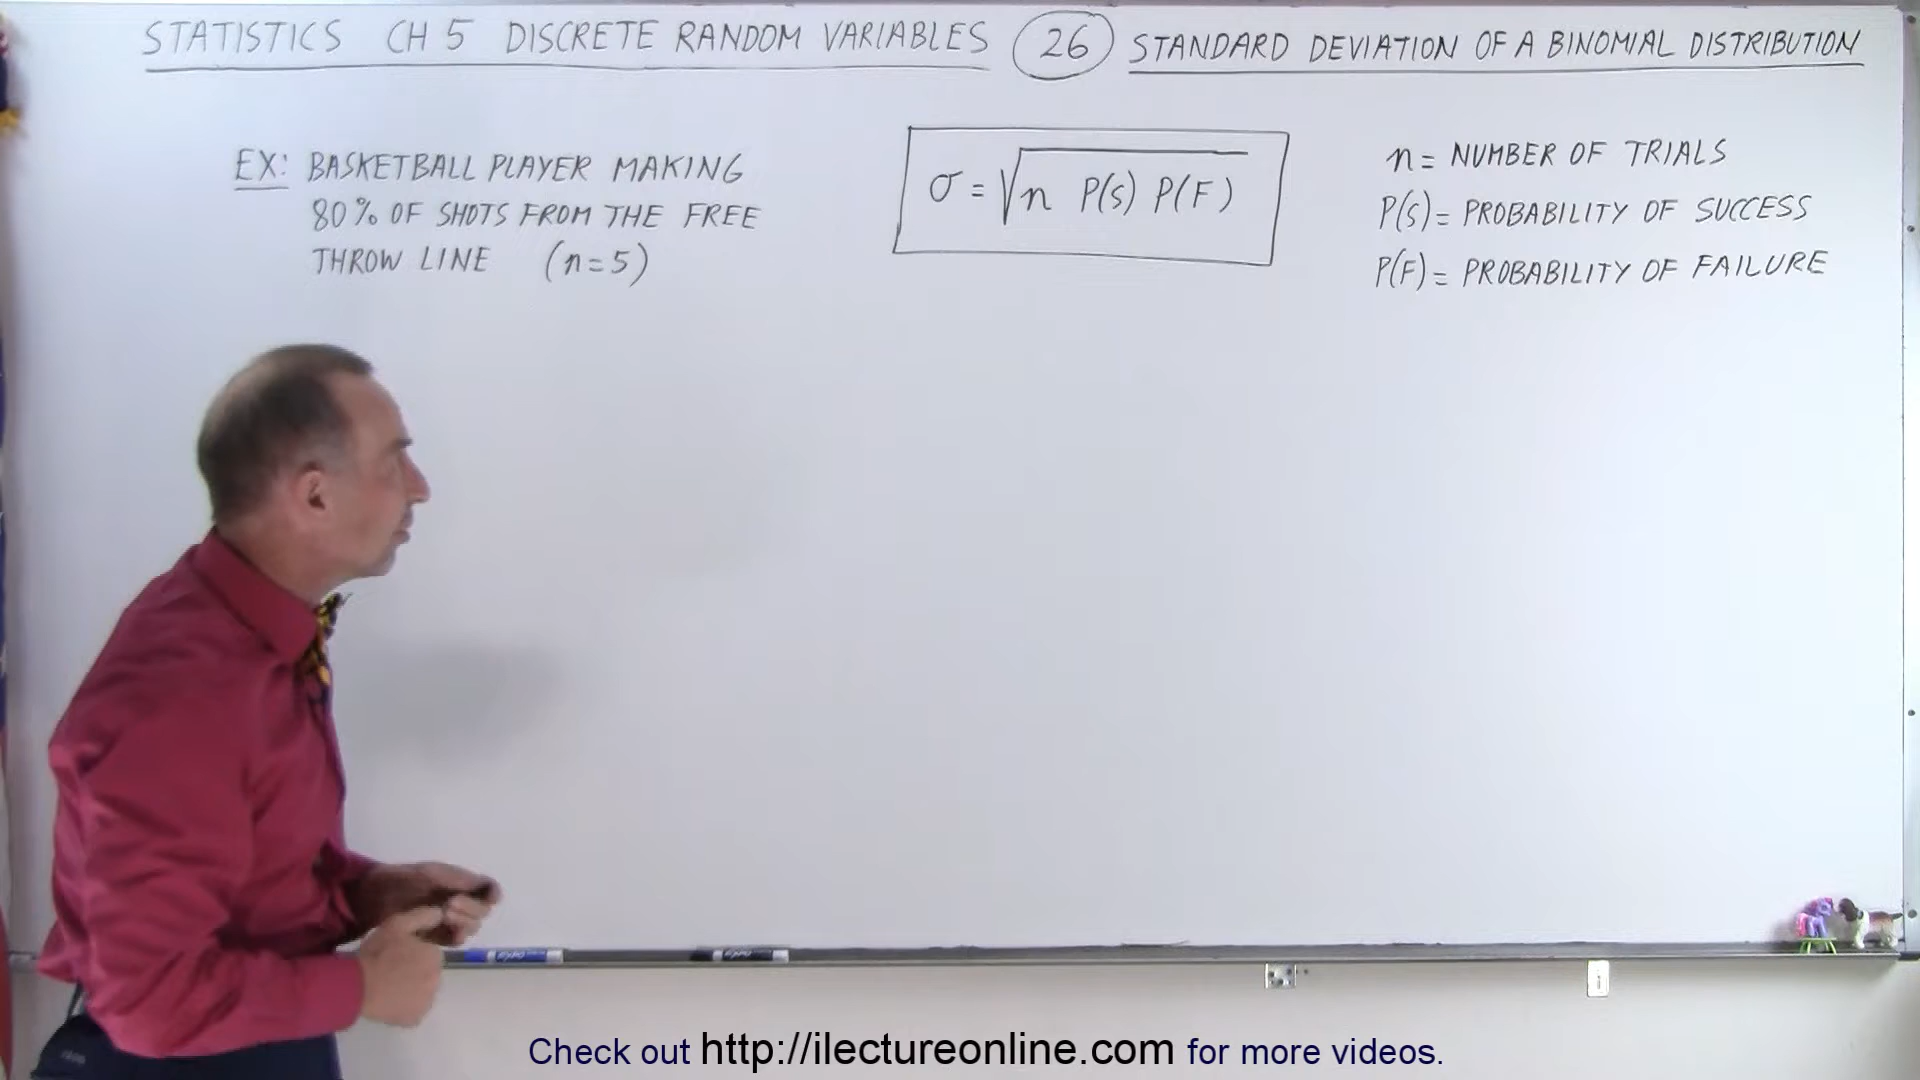 STATISTICS CH 5 DISCRETE RANDOM VARIABLES 26 STANDARD DEVIATION OF A BINOMIAL DISTRIBUTION
EX: BASKETBALL PLAYER MAKING
80% OF SHOTS FROM THE FREE
THROW LINE (n=5)
σ = √n P(S) P(F)
n = NUMBER OF TRIALS
P(S) = PROBABILITY OF SUCCESS
P(F) = PROBABILITY OF FAILURE
Check out http://ilectureonline.com for more videos.